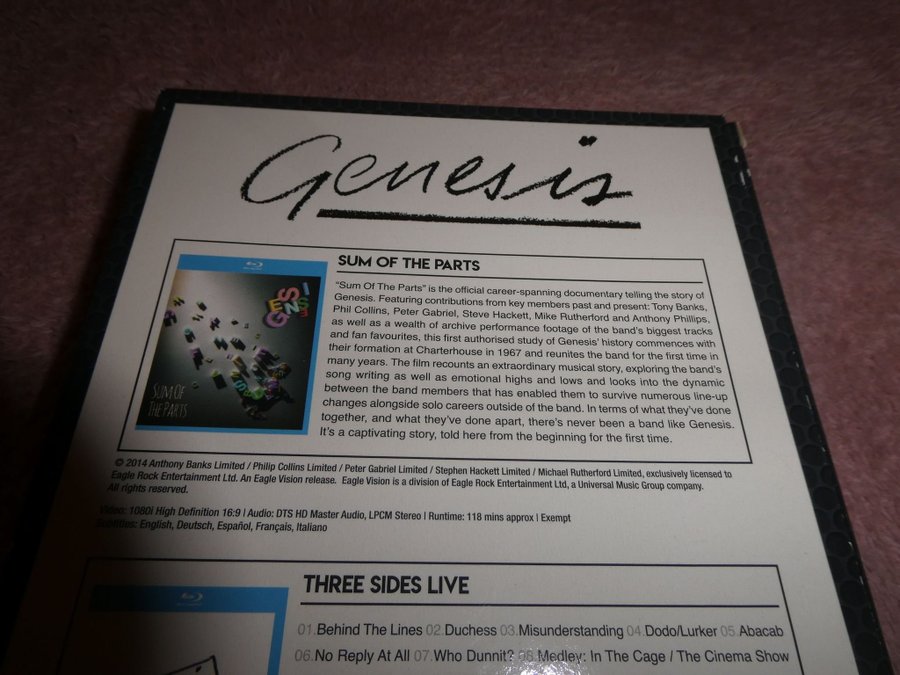 Genesis
SUM OF THE PARTS
"Sum Of The Parts" is the official career-spanning documentary telling the story of
Genesis. Featuring contributions from key members past and present: Tony Banks,
Phil Collins, Peter Gabriel, Steve Hackett, Mike Rutherford and Anthony Phillips,
as well as a wealth of archive performance footage of the band's biggest tracks
and fan favourites, this first authorised study of Genesis' history commences with
their formation at Charterhouse in 1967 and reunites the band for the first time in
many years. The film recounts an extraordinary musical story, exploring the band's
song writing as well as emotional highs and lows and looks into the dynamic
between the band members that has enabled them to survive numerous line-up
changes alongside solo careers outside of the band. In terms of what they've done
together, and what they've done apart, there's never been a band like Genesis.
It's a captivating story, told here from the beginning for the first time.
GENESIS
SUM OF
THE PARTS
© 2014 Anthony Banks Limited / Philip Collins Limited / Peter Gabriel Limited / Stephen Hackett Limited / Michael Rutherford Limited, exclusively licensed to
Eagle Rock Entertainment Ltd. An Eagle Vision release. Eagle Vision is a division of Eagle Rock Entertainment Ltd, a Universal Music Group company.
All rights reserved.
Video: 1080i High Definition 16:9 | Audio: DTS HD Master Audio, LPCM Stereo | Runtime: 118 mins approx | Exempt
Subtitles: English, Deutsch, Español, Français, Italiano
THREE SIDES LIVE
01.Behind The Lines 02.Duchess 03.Misunderstanding 04.Dodo/Lurker 05.Abacab
06.No Reply At All 07.Who Dunnit? 08.Medley: In The Cage / The Cinema Show